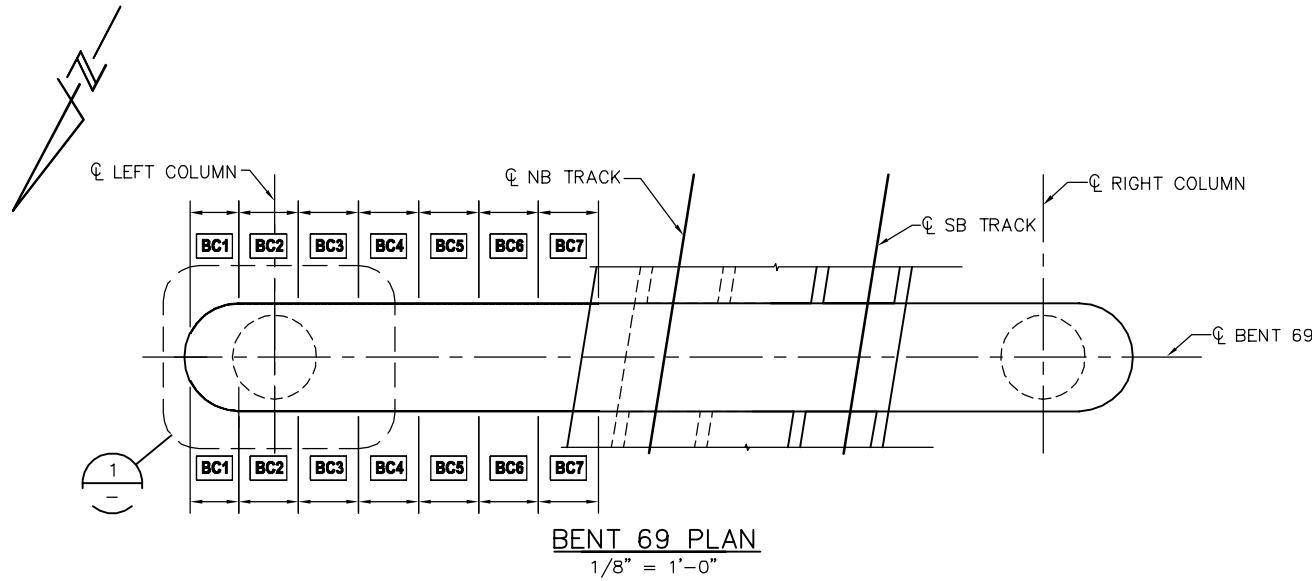 ℄ LEFT COLUMN
℄ NB TRACK
℄ RIGHT COLUMN
℄ SB TRACK
BC1 BC2 BC3 BC4 BC5 BC6 BC7
℄ BENT 69
BC1 BC2 BC3 BC4 BC5 BC6 BC7
1
–
BENT 69 PLAN
1/8" = 1'-0"